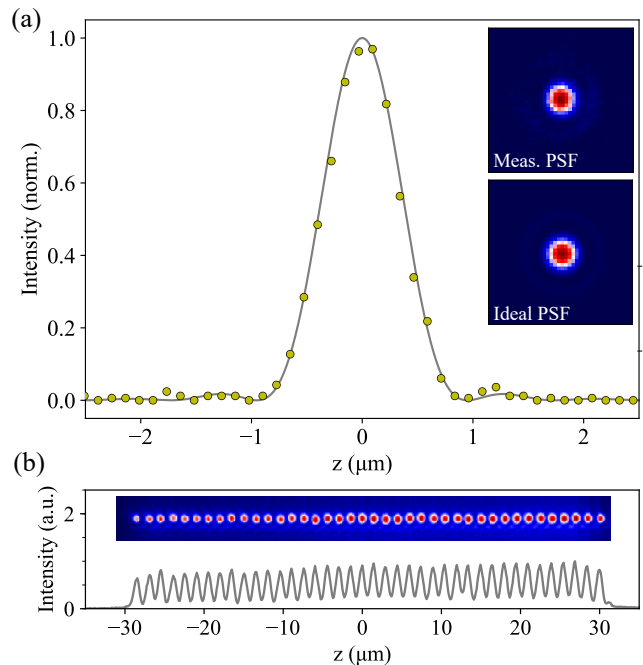 (a)
1.0
0.8
0.6
0.4
0.2
0.0
Intensity (norm.)
Meas. PSF
Ideal PSF
−2
−1
0
1
2
z (μm)
(b)
2
0
Intensity (a.u.)
−30
−20
−10
0
10
20
30
z (μm)